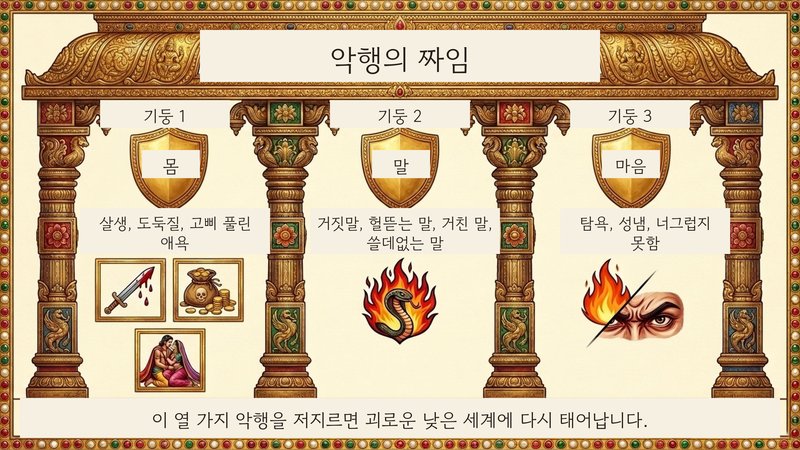 악행의 짜임
기둥 1
기둥 2
기둥 3
몸
말
마음
살생, 도둑질, 고삐 풀린
애욕
거짓말, 헐뜯는 말, 거친 말,
쓸데없는 말
탐욕, 성냄, 너그럽지
못함
이 열 가지 악행을 저지르면 괴로운 낮은 세계에 다시 태어납니다.